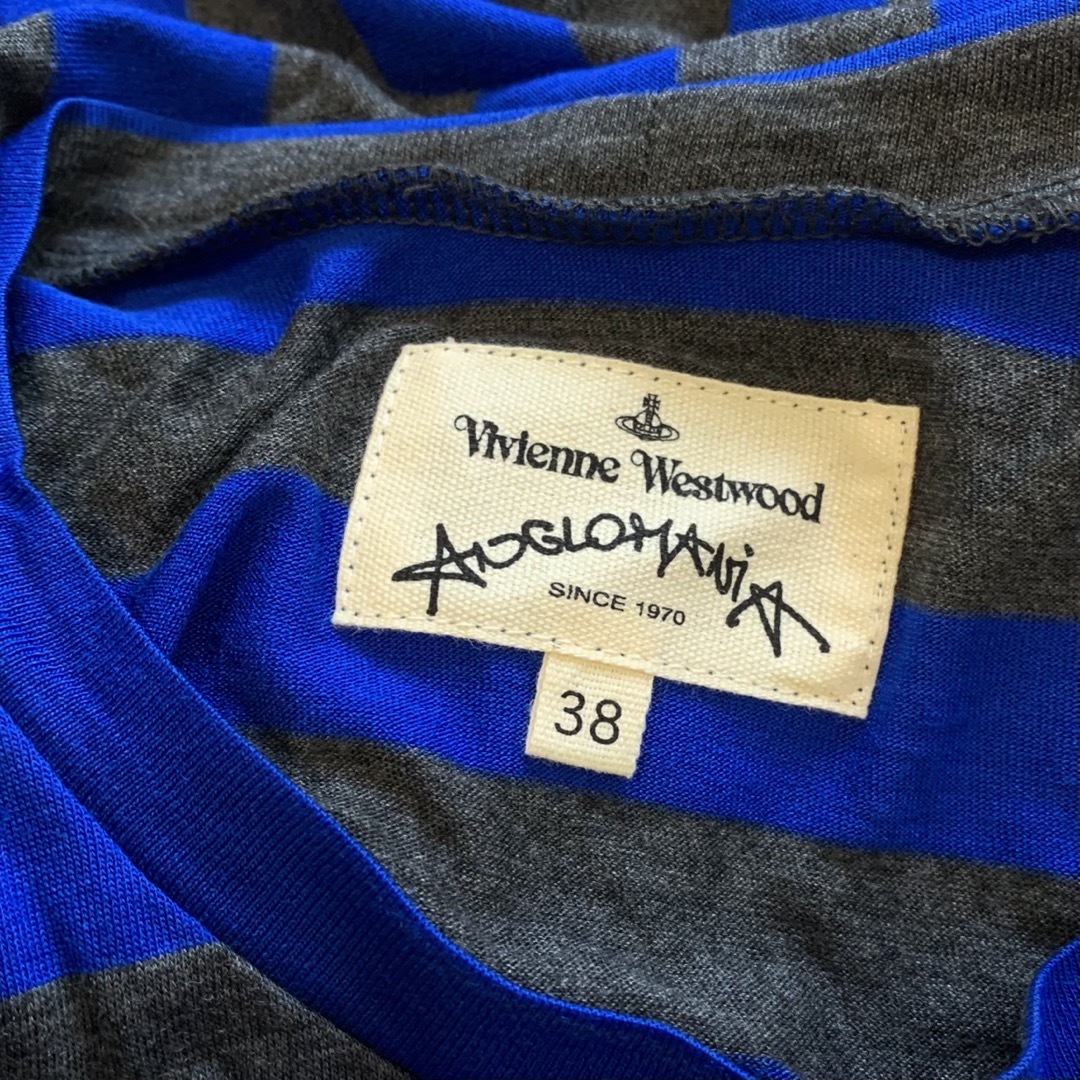 Vivienne Westwood
ANGLOMANiA
SINCE 1970
38